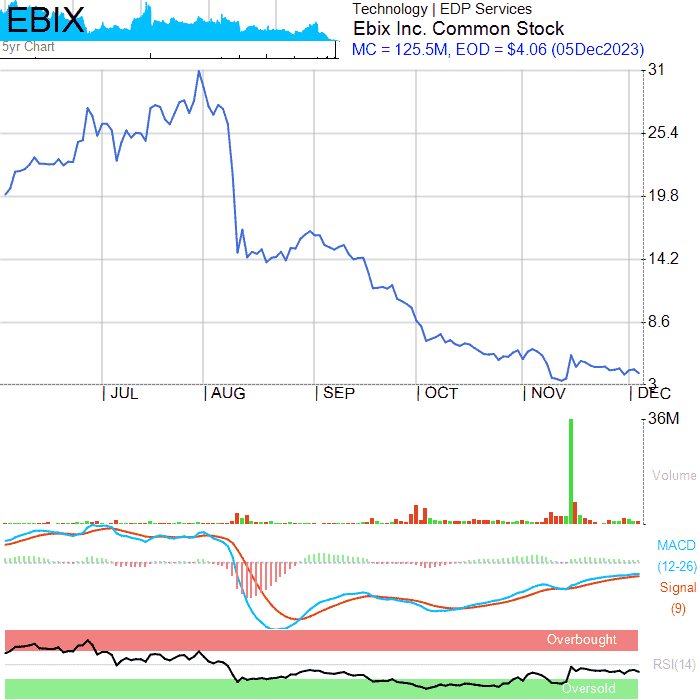 EBIX
5yr Chart
Technology | EDP Services
Ebix Inc. Common Stock
MC = 125.5M, EOD = $4.06 (05Dec2023)
31
25.4
19.8
14.2
8.6
3
| JUL | AUG | SEP | OCT | NOV | DEC
36M
Volume
MACD
(12-26)
Signal
(9)
Overbought
RSI(14)
Oversold